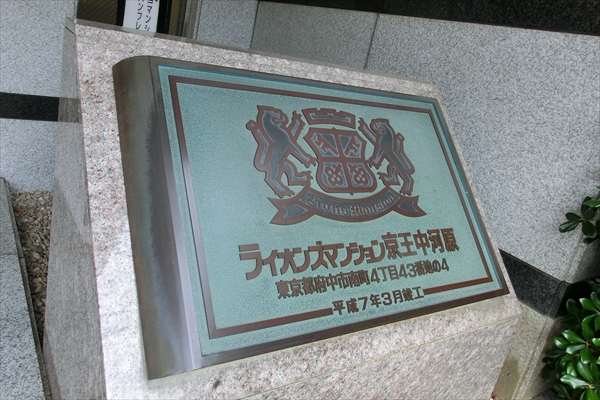 Lions Mansion
ライオンズマンション京王中河原
東京都府中市南町4丁目43番地の4
平成7年3月竣工